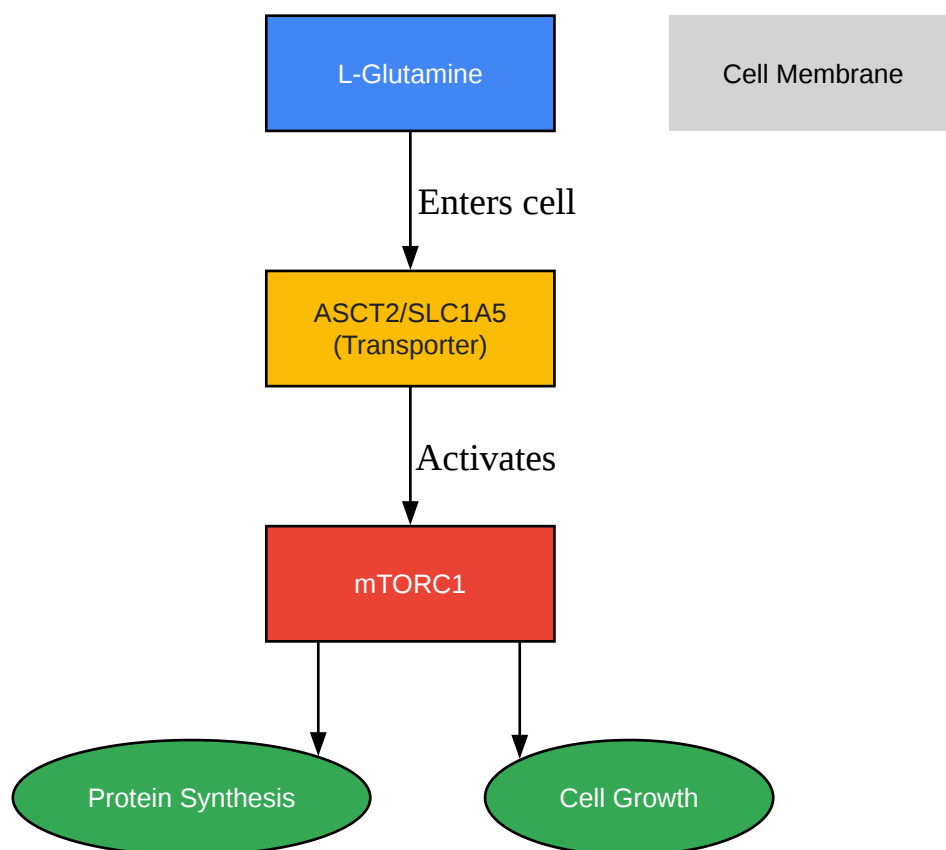 L-Glutamine
Cell Membrane
Enters cell
ASCT2/SLC1A5
(Transporter)
Activates
mTORC1
Protein Synthesis
Cell Growth